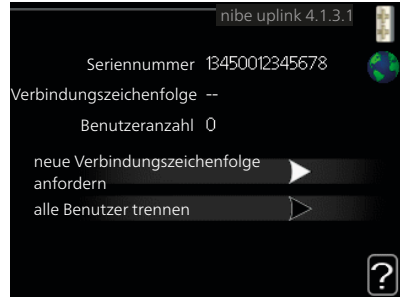 nibe uplink 4.1.3.1
Seriennummer 13450012345678
Verbindungszeichenfolge --
Benutzeranzahl 0
neue Verbindungszeichenfolge
anfordern
alle Benutzer trennen
?